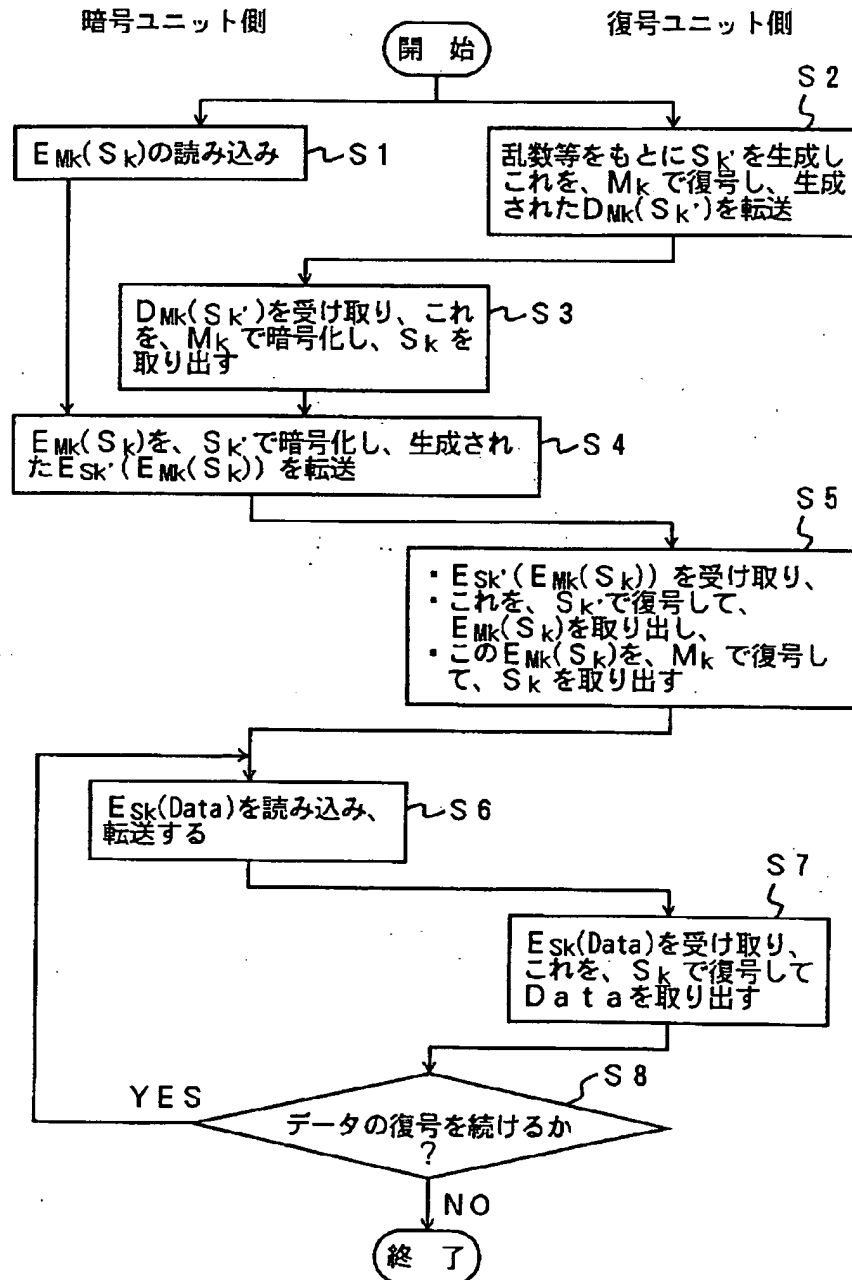 暗号ユニット側
復号ユニット側
開 始
EMk(Sk)の読み込み
S1
S2
乱数等をもとにSk'を生成し
これを、Mkで復号し、生成
されたDMk(Sk')を転送
DMk(Sk')を受け取り、これ
を、Mkで暗号化し、Skを
取り出す
S3
EMk(Sk)を、Sk'で暗号化し、生成され
たESk'(EMk(Sk))を転送
S4
S5
・ESk'(EMk(Sk))を受け取り、
・これを、Sk'で復号して、
EMk(Sk)を取り出し、
・このEMk(Sk)を、Mkで復号し
て、Skを取り出す
ESk(Data)を読み込み、
転送する
S6
S7
ESk(Data)を受け取り、
これを、Skで復号して
Dataを取り出す
S8
YES
データの復号を続けるか
?
NO
終 了